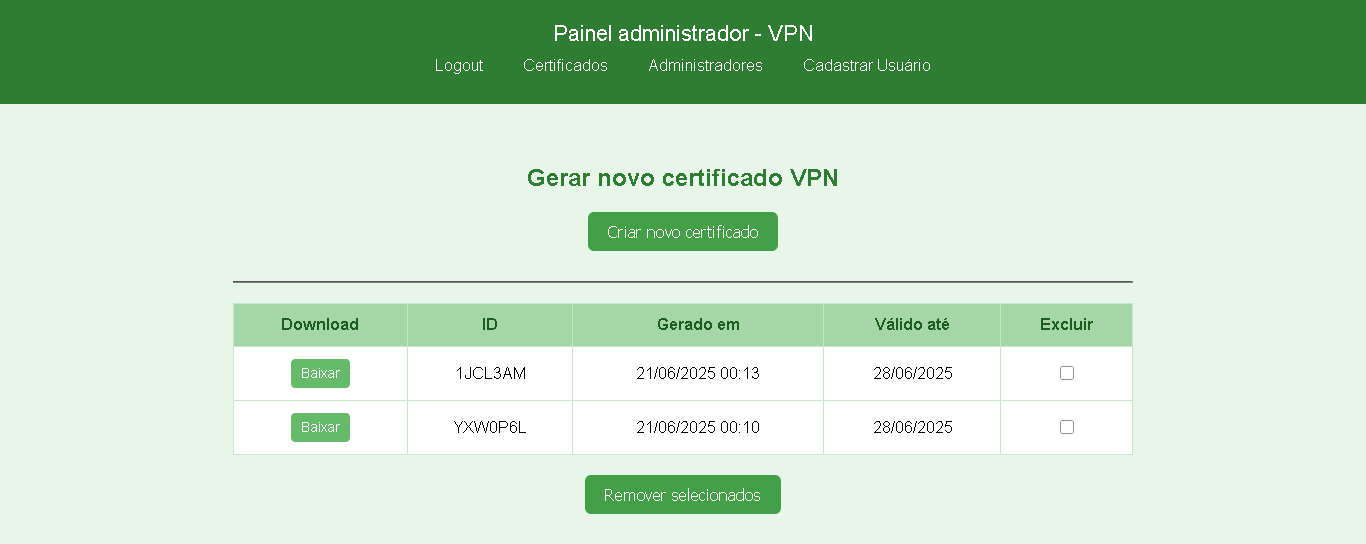 Painel administrador - VPN
Logout Certificados Administradores Cadastrar Usuário
Gerar novo certificado VPN
Criar novo certificado
Download ID Gerado em Válido até Excluir
Baixar 1JCL3AM 21/06/2025 00:13 28/06/2025
Baixar YXW0P6L 21/06/2025 00:10 28/06/2025
Remover selecionados